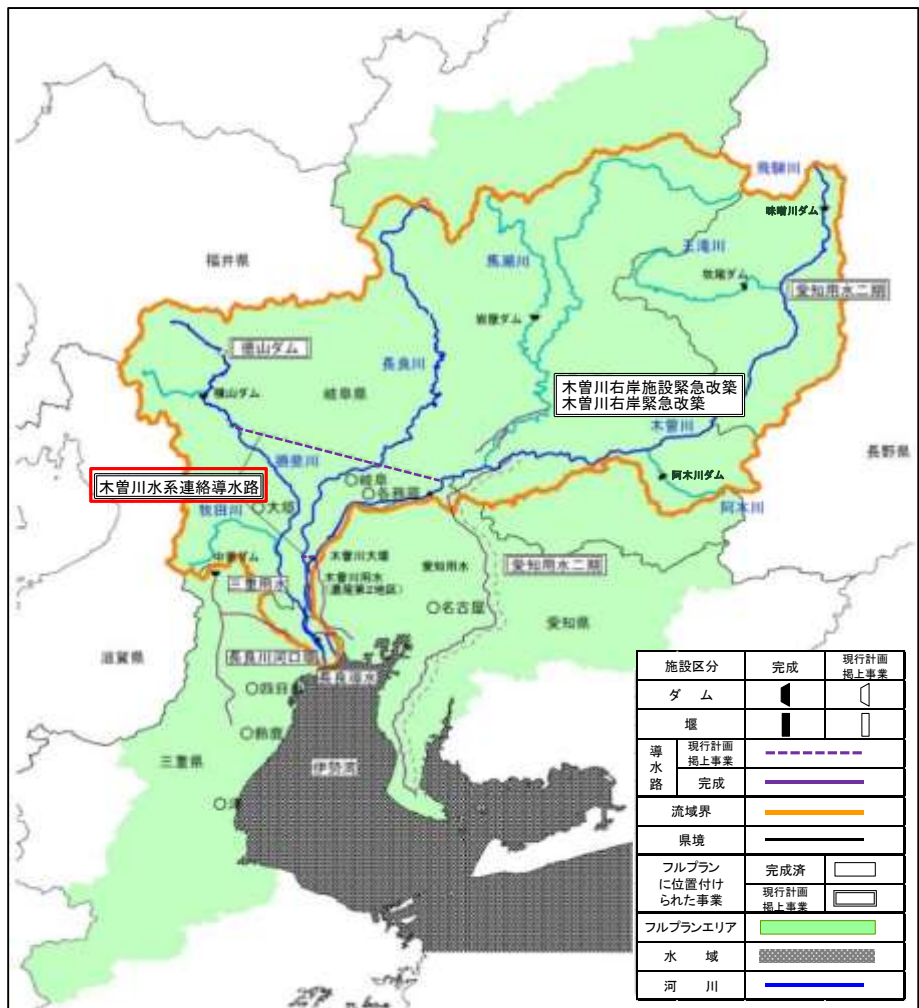 飛騨川
味噌川ダム
王滝川
馬瀬川
牧尾ダム
福井県
愛知用水二期
岩屋ダム
徳山ダム
長良川
横山ダム
岐阜県
木曽川右岸施設緊急改築
木曽川右岸緊急改築
木曽川
長野県
揖斐川
岐阜
阿木川ダム
木曽川水系連絡導水路
各務原
大垣
阿木川
牧田川
中里ダム
木曽川大堰
愛知用水
愛知用水二期
三重用水
木曽川用水
(濃尾第2地区)
名古屋
愛知県
滋賀県
長良川河口堰
長良導水
四日市
鈴鹿
三重県
伊勢湾
津
施設区分
完成
現行計画
掲上事業
ダム
堰
導水路
現行計画
掲上事業
完成
流域界
県境
フルプラン
に位置付け
られた事業
完成済
現行計画
掲上事業
フルプランエリア
水 域
河 川